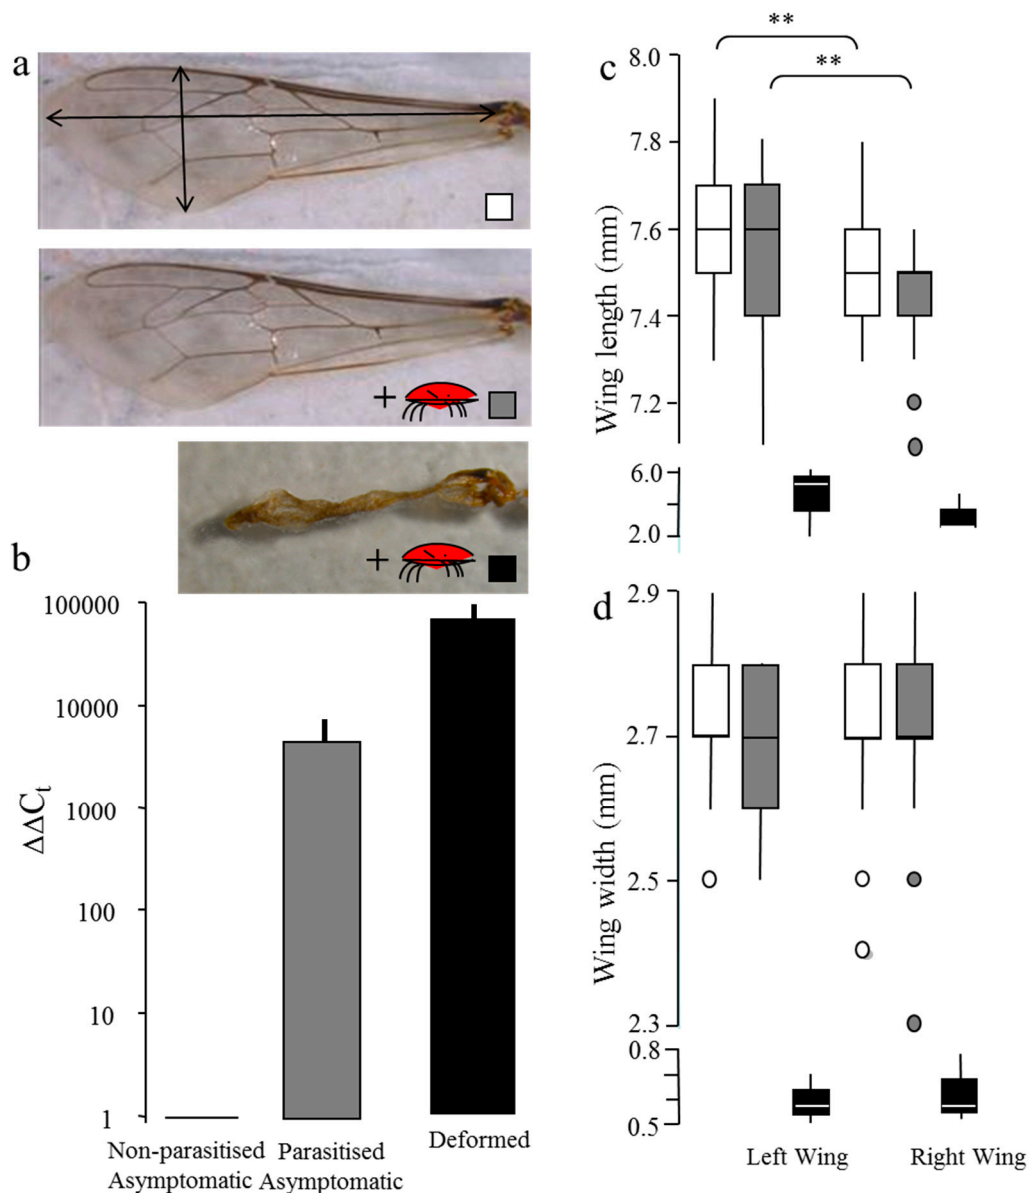 a
+
+
b
100000
10000
1000
100
10
1
ΔΔCt
Non-parasitised
Asymptomatic
Parasitised
Asymptomatic
Deformed
c
**
**
8.0
7.8
7.6
7.4
7.2
6.0
2.0
Wing length (mm)
d
2.9
2.7
2.5
2.3
0.8
0.5
Wing width (mm)
Left Wing
Right Wing